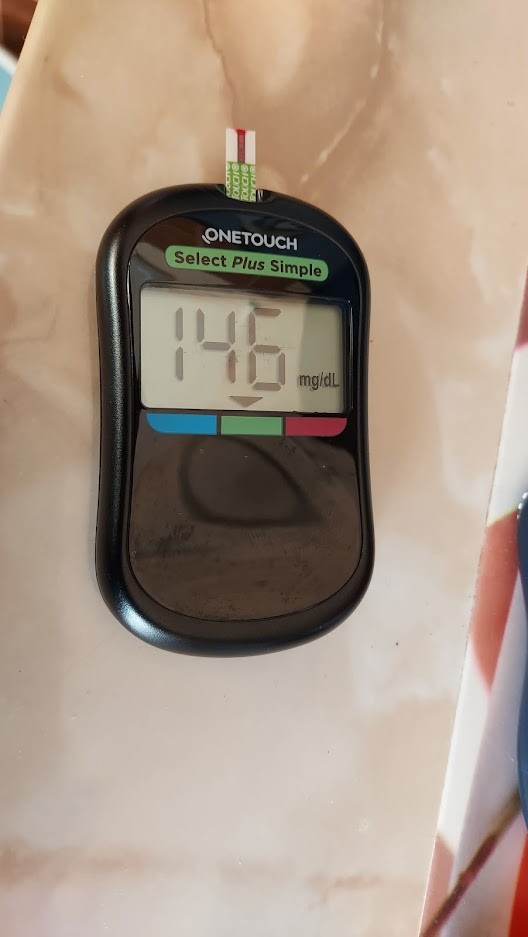 ONETOUCH
Select Plus Simple
146
mg/dL